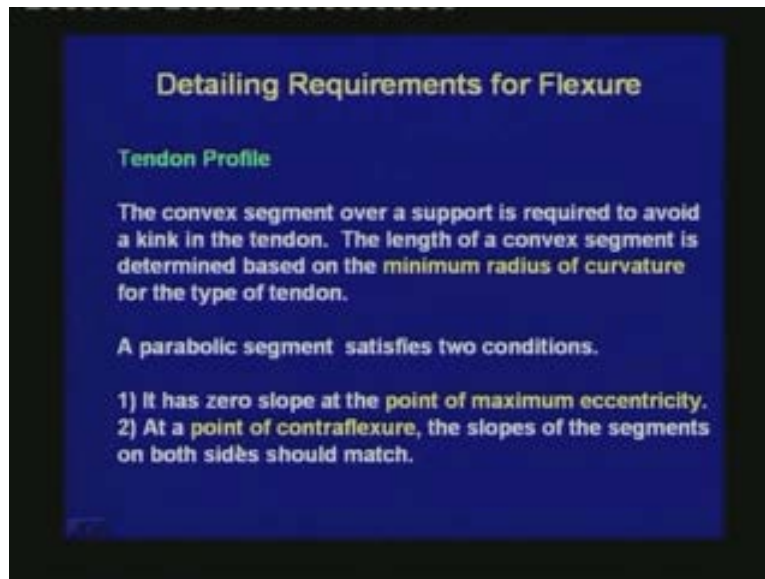 Detailing Requirements for Flexure
Tendon Profile
The convex segment over a support is required to avoid
a kink in the tendon. The length of a convex segment is
determined based on the minimum radius of curvature
for the type of tendon.
A parabolic segment satisfies two conditions.
1) It has zero slope at the point of maximum eccentricity.
2) At a point of contraflexure, the slopes of the segments
on both sides should match.